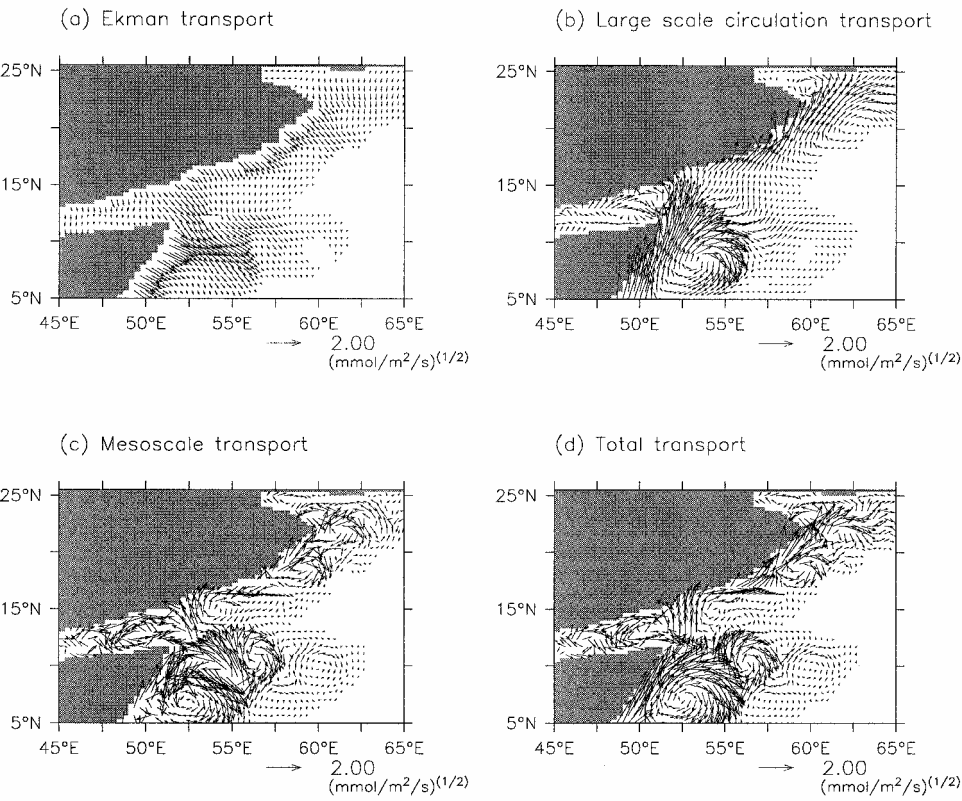 (a) Ekman transport
(b) Large scale circulation transport
25°N
15°N
5°N
45°E 50°E 55°E 60°E 65°E
2.00
(mmol/m²/s)(1/2)
25°N
15°N
5°N
45°E 50°E 55°E 60°E 65°E
2.00
(mmol/m²/s)(1/2)
(c) Mesoscale transport
(d) Total transport
25°N
15°N
5°N
45°E 50°E 55°E 60°E 65°E
2.00
(mmol/m²/s)(1/2)
25°N
15°N
5°N
45°E 50°E 55°E 60°E 65°E
2.00
(mmol/m²/s)(1/2)